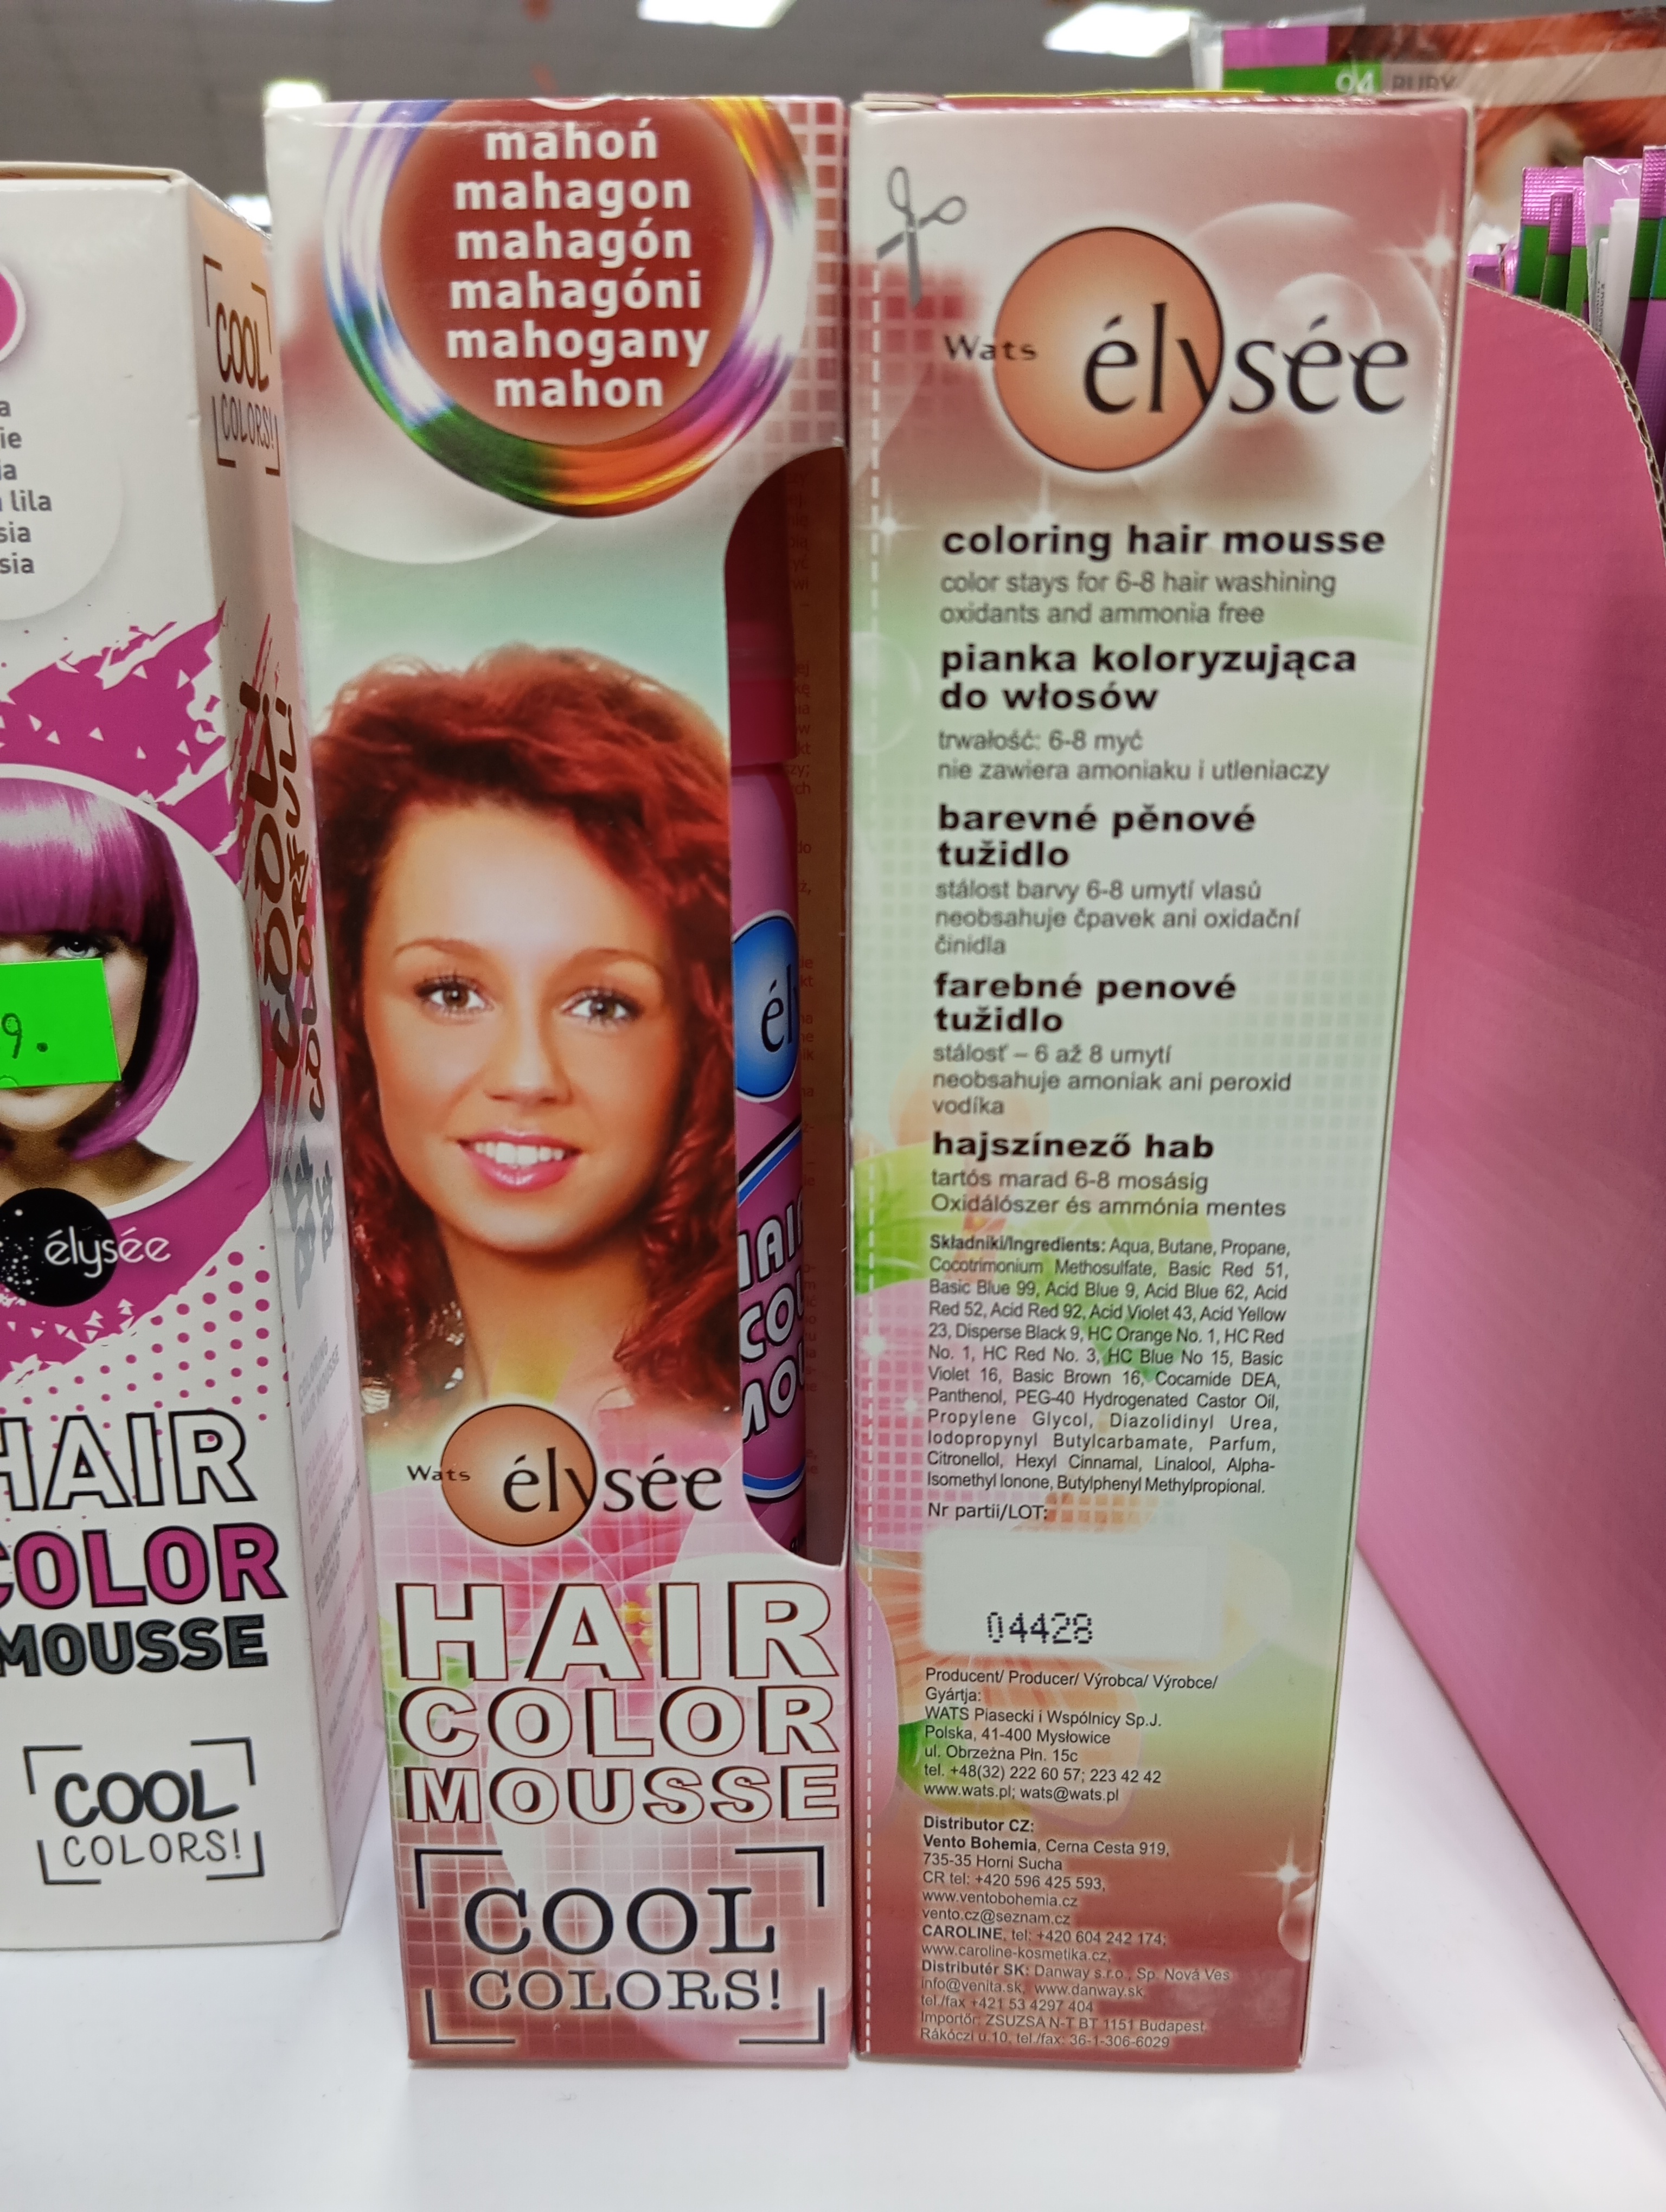 94 RUBY
a
ie
ia
lila
sia
sia
COOL
COLORS!
9.
élysée
HAIR
COLOR
MOUSSE
COOL
COLORS!
mahoń
mahagon
mahagón
mahagóni
mahogany
mahon
Wats élysée
HAIR
COLOR
MOUSSE
COOL
COLORS!
Wats élysée
coloring hair mousse
color stays for 6-8 hair washining
oxidants and ammonia free
pianka koloryzująca
do włosów
trwałość: 6-8 myć
nie zawiera amoniaku i utleniaczy
barevné pěnové
tužidlo
stálost barvy 6-8 umytí vlasů
neobsahuje čpavek ani oxidační
činidla
farebné penové
tužidlo
stálosť – 6 až 8 umytí
neobsahuje amoniak ani peroxid
vodíka
hajszínező hab
tartós marad 6-8 mosásig
Oxidálószer és ammónia mentes
Składniki/Ingredients: Aqua, Butane, Propane,
Cocotrimonium Methosulfate, Basic Red 51,
Basic Blue 99, Acid Blue 9, Acid Blue 62, Acid
Red 52, Acid Red 92, Acid Violet 43, Acid Yellow
23, Disperse Black 9, HC Orange No. 1, HC Red
No. 1, HC Red No. 3, HC Blue No 15, Basic
Violet 16, Basic Brown 16, Cocamide DEA,
Panthenol, PEG-40 Hydrogenated Castor Oil,
Propylene Glycol, Diazolidinyl Urea,
Iodopropynyl Butylcarbamate, Parfum,
Citronellol, Hexyl Cinnamal, Linalool, Alpha-
Isomethyl Ionone, Butylphenyl Methylpropional.
Nr partii/LOT:
04428
Producent/ Producer/ Výrobca/ Výrobce/
Gyártja:
WATS Piasecki i Wspólnicy Sp.J.
Polska, 41-400 Mysłowice
ul. Obrzeżna Płn. 15c
tel. +48(32) 222 60 57; 223 42 42
www.wats.pl; wats@wats.pl
Distributor CZ:
Vento Bohemia, Cerna Cesta 919,
735-35 Horni Sucha
CR tel: +420 596 425 593,
www.ventobohemia.cz
vento.cz@seznam.cz
CAROLINE, tel: +420 604 242 174;
www.caroline-kosmetika.cz,
Distributér SK: Danway s.r.o., Sp. Nová Ves
info@venita.sk, www.danway.sk,
tel./fax +421 53 4297 404
Importőr: ZSUZSA N-T BT 1151 Budapest,
Rákóczi u 10, tel./fax: 36-1-306-6029